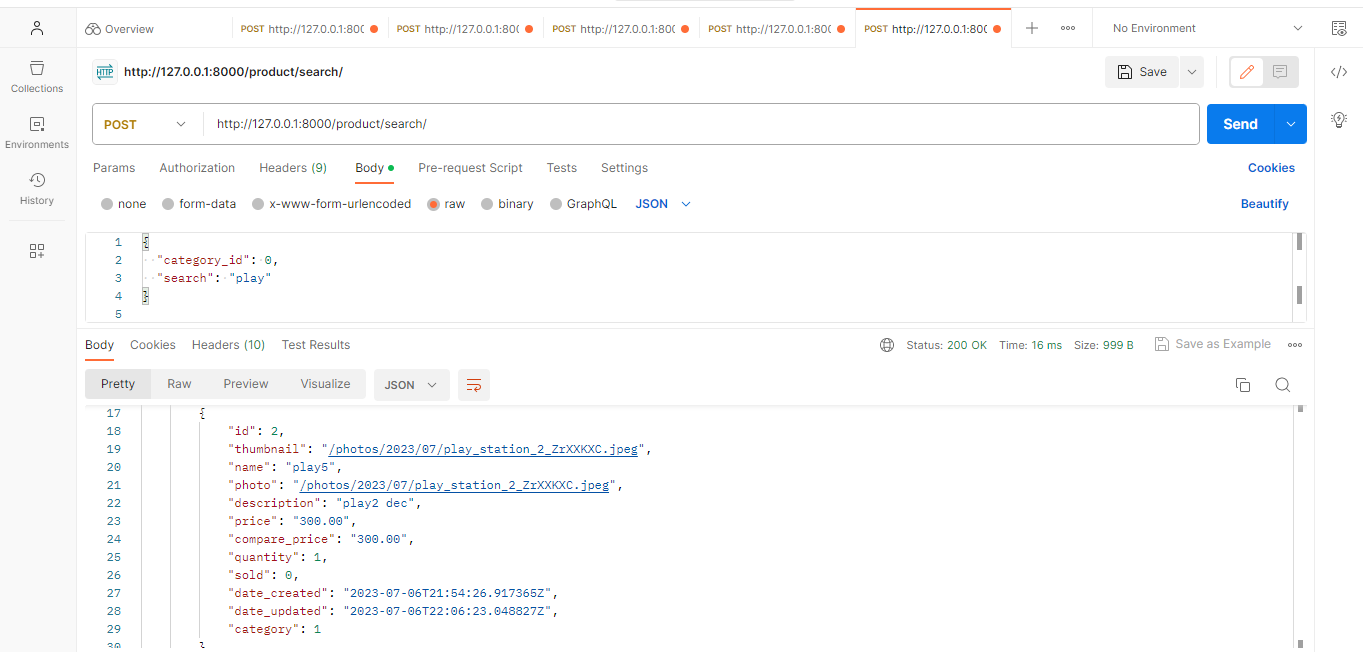 Overview
POST http://127.0.0.1:800
POST http://127.0.0.1:800
POST http://127.0.0.1:800
POST http://127.0.0.1:800
POST http://127.0.0.1:800
No Environment
Collections
Environments
History
HTTP http://127.0.0.1:8000/product/search/
Save
POST http://127.0.0.1:8000/product/search/
Send
Params Authorization Headers (9) Body Pre-request Script Tests Settings Cookies
none form-data x-www-form-urlencoded raw binary GraphQL JSON Beautify
1 {
2 "category_id": 0,
3 "search": "play"
4 }
5
Body Cookies Headers (10) Test Results Status: 200 OK Time: 16 ms Size: 999 B Save as Example
Pretty Raw Preview Visualize JSON
17 {
18 "id": 2,
19 "thumbnail": "/photos/2023/07/play_station_2_ZrXXKXC.jpeg",
20 "name": "play5",
21 "photo": "/photos/2023/07/play_station_2_ZrXXKXC.jpeg",
22 "description": "play2 dec",
23 "price": "300.00",
24 "compare_price": "300.00",
25 "quantity": 1,
26 "sold": 0,
27 "date_created": "2023-07-06T21:54:26.917365Z",
28 "date_updated": "2023-07-06T22:06:23.048827Z",
29 "category": 1
30 }